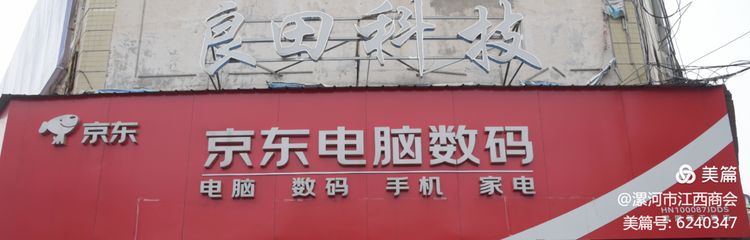 良田科技
京东
京东电脑数码
电脑 数码 手机 家电
美篇
@漯河市江西商会
HN100087JDDS
美篇号: 6240347